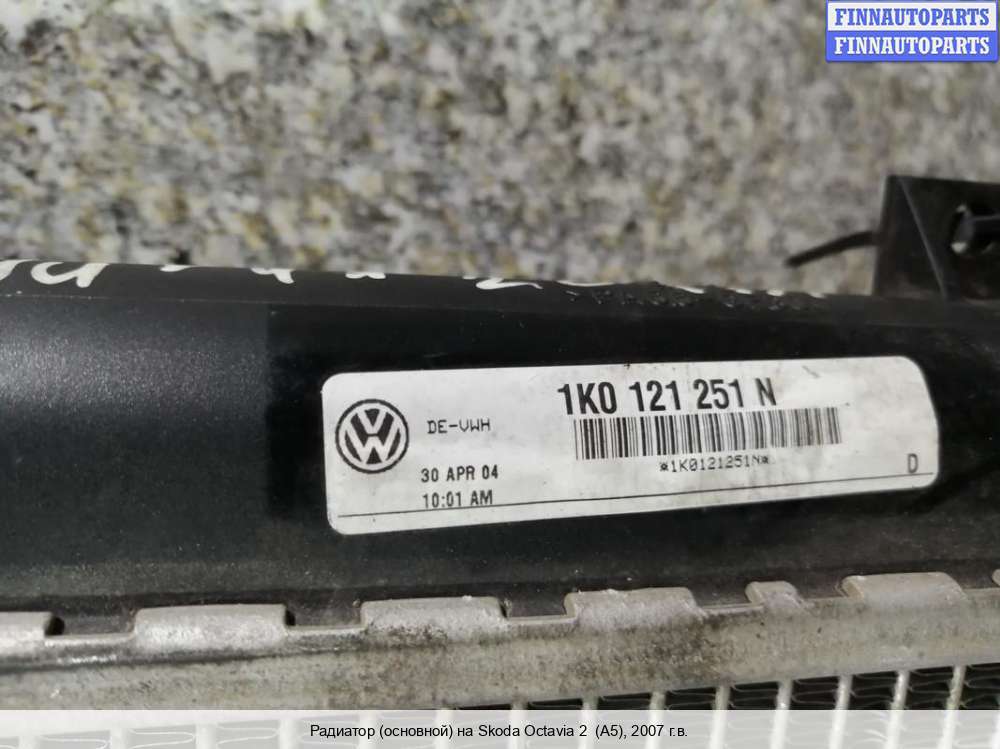 FINNAUTOPARTS
FINNAUTOPARTS
1K0 121 251 N
DE-VWH
*1K0121251N*
30 APR 04
10:01 AM
D
Радиатор (основной) на Skoda Octavia 2 (A5), 2007 г.в.